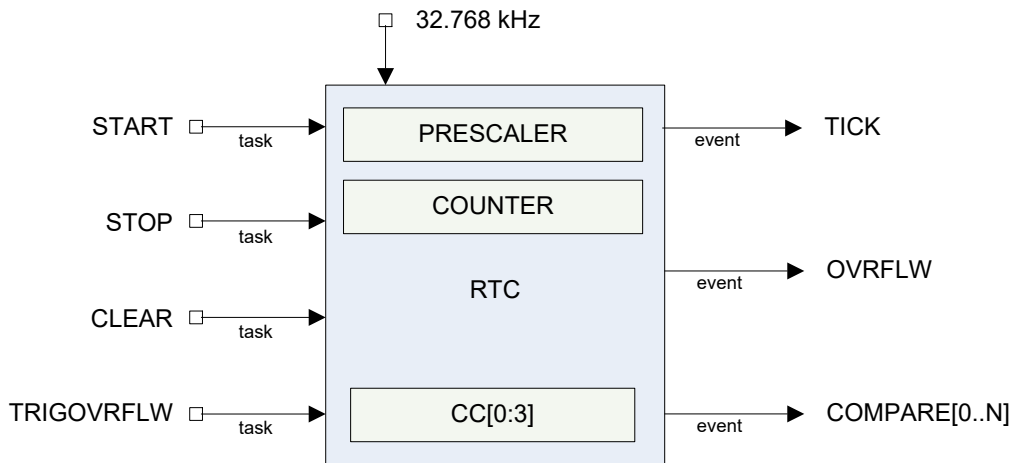 32.768 kHz
START
task
PRESCALER
event
TICK
STOP
task
COUNTER
RTC
event
OVRFLW
CLEAR
task
TRIGOVRFLW
task
CC[0:3]
event
COMPARE[0..N]